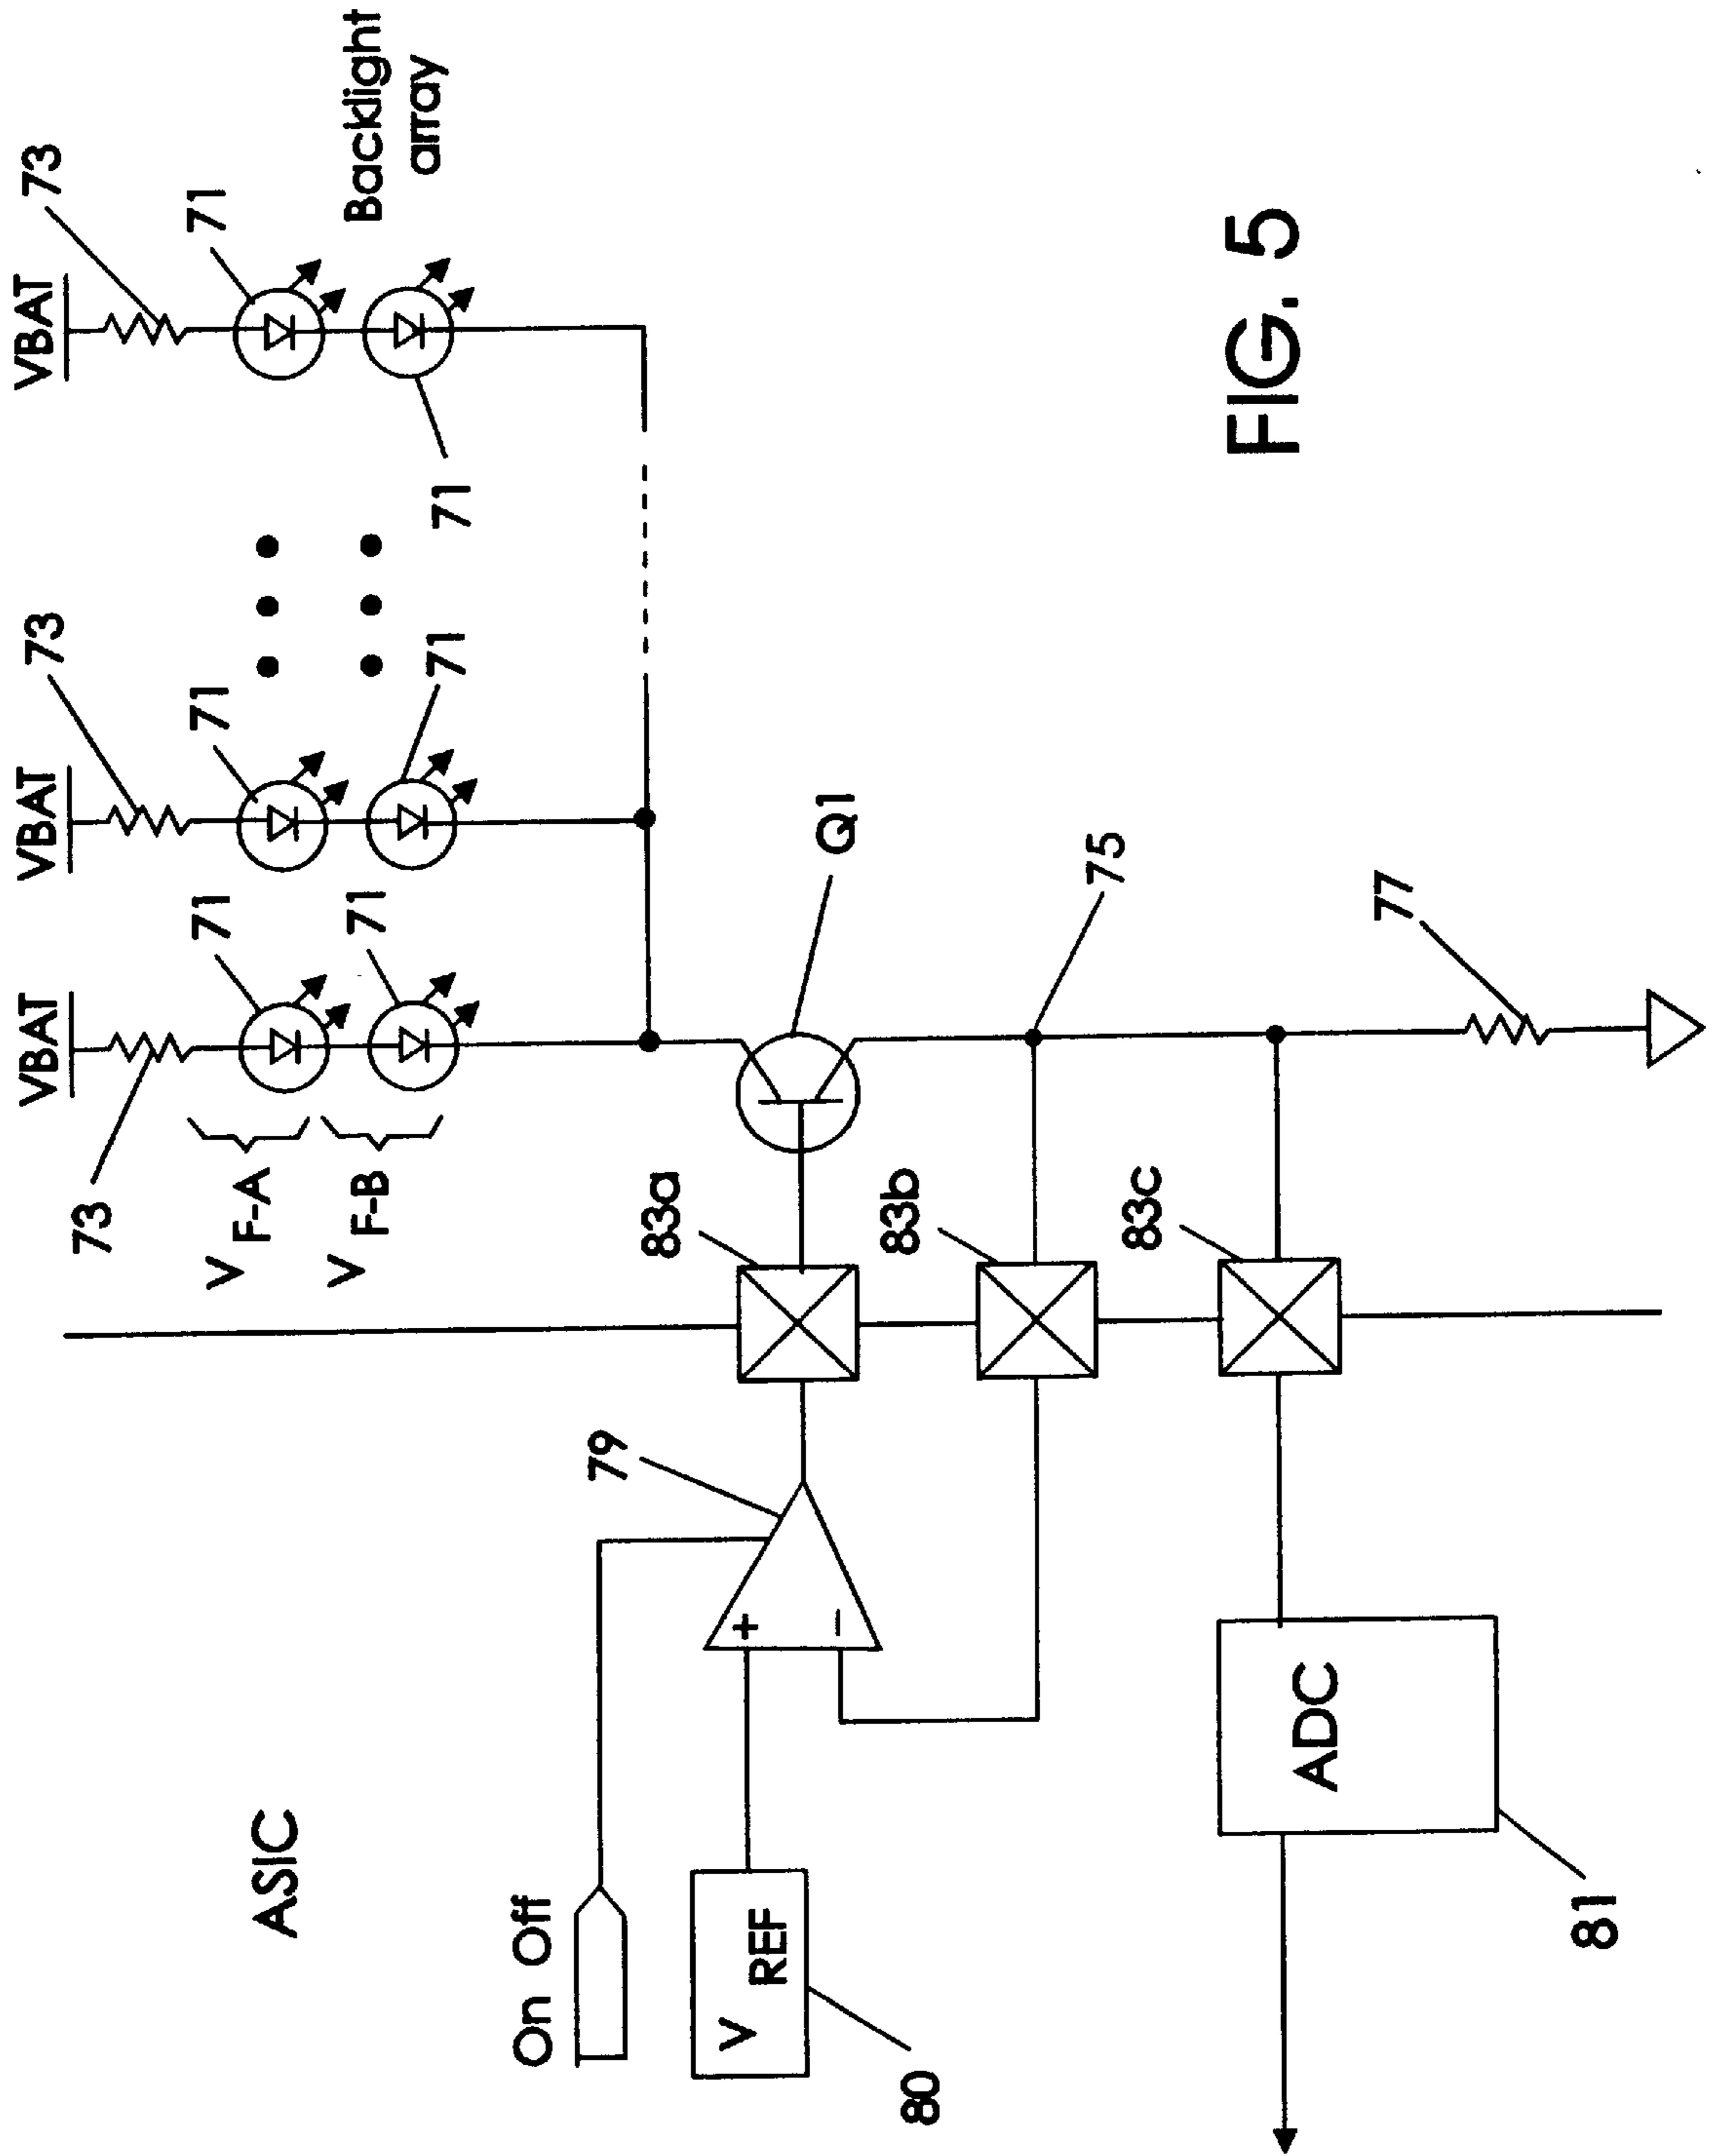 VBAT
VBAT
VBAT
73
73
73
71
71
71
V F-A
ASIC
V F-B
71
Backlight
array
71
71
On Off
79
83a
V REF
Q1
83b
80
75
83c
FIG. 5
ADC
77
81
+
−